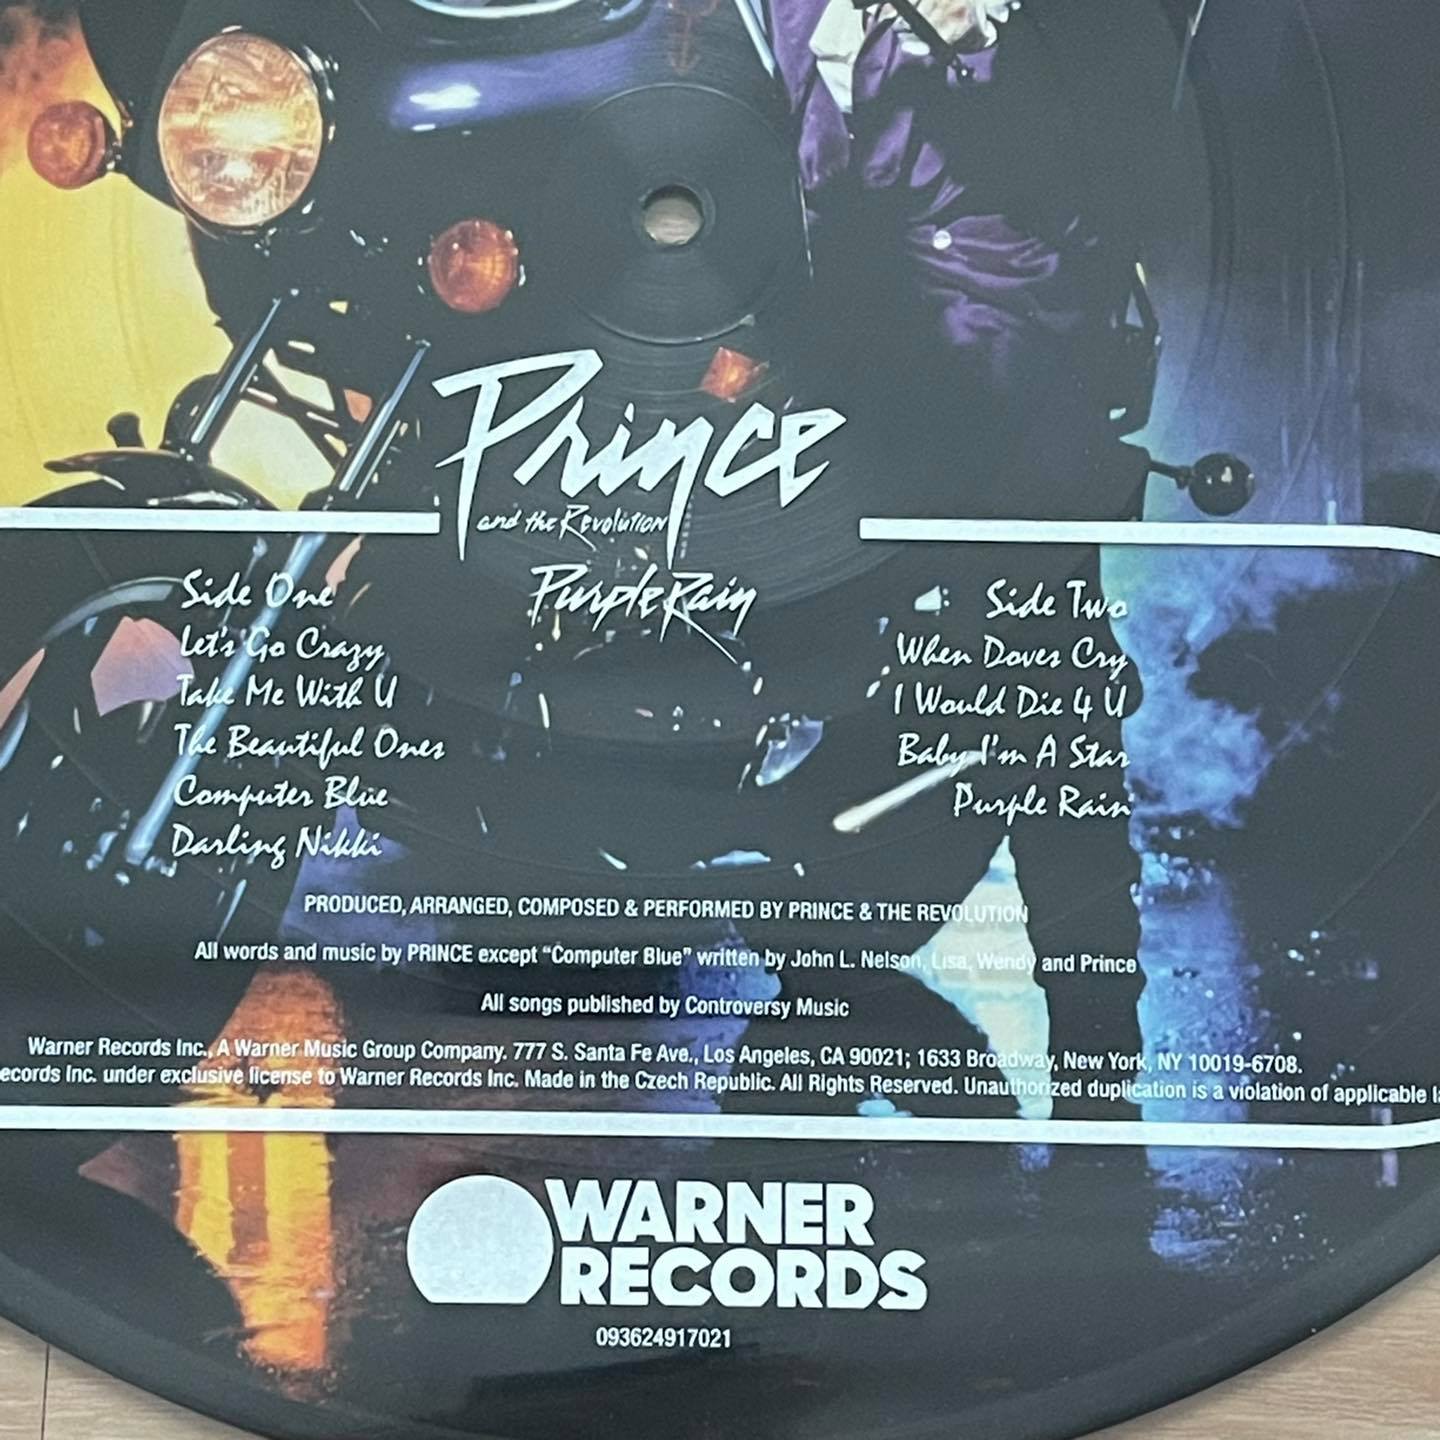 Prince
and the Revolution
Purple Rain
Side One
Let's Go Crazy
Take Me With U
The Beautiful Ones
Computer Blue
Darling Nikki
Side Two
When Doves Cry
I Would Die 4 U
Baby I'm A Star
Purple Rain
PRODUCED, ARRANGED, COMPOSED & PERFORMED BY PRINCE & THE REVOLUTION
All words and music by PRINCE except “Computer Blue” written by John L. Nelson, Lisa, Wendy and Prince
All songs published by Controversy Music
Warner Records Inc., A Warner Music Group Company. 777 S. Santa Fe Ave., Los Angeles, CA 90021; 1633 Broadway, New York, NY 10019-6708.
ecords Inc. under exclusive license to Warner Records Inc. Made in the Czech Republic. All Rights Reserved. Unauthorized duplication is a violation of applicable
WARNER
RECORDS
093624917021